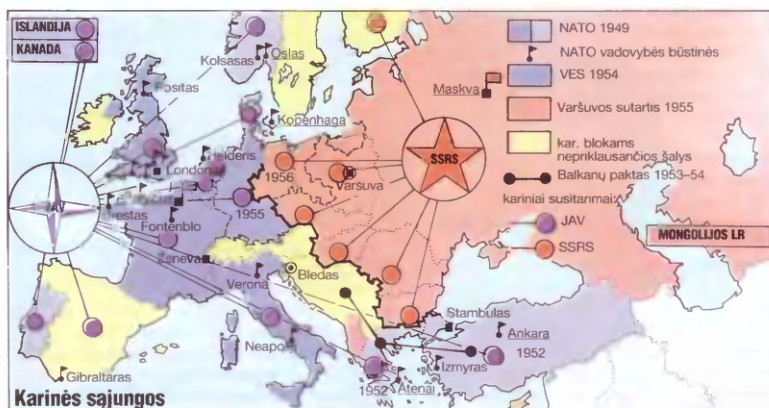 ISLANDIJA
KANADA
Kolsasas
Oslas
Fositas
Kopenhaga
Maskva
NATO 1949
NATO vadovybės būstinės
VES 1954
Varšuvos sutartis 1955
kar. blokams
nepriklausančios šalys
Balkanų paktas 1953–54
kariniai susitarimai:
JAV
SSRS
MONGOLIJOS LR
SSRS
Londonas
1956
Varšuva
JAV
Brestas
1955
Fontenblo
Ženeva
Verona
Bledas
Neapolis
Stambulas
Ankara
1952
Izmyras
1952
Atėnai
Gibraltaras
Karinės sąjungos